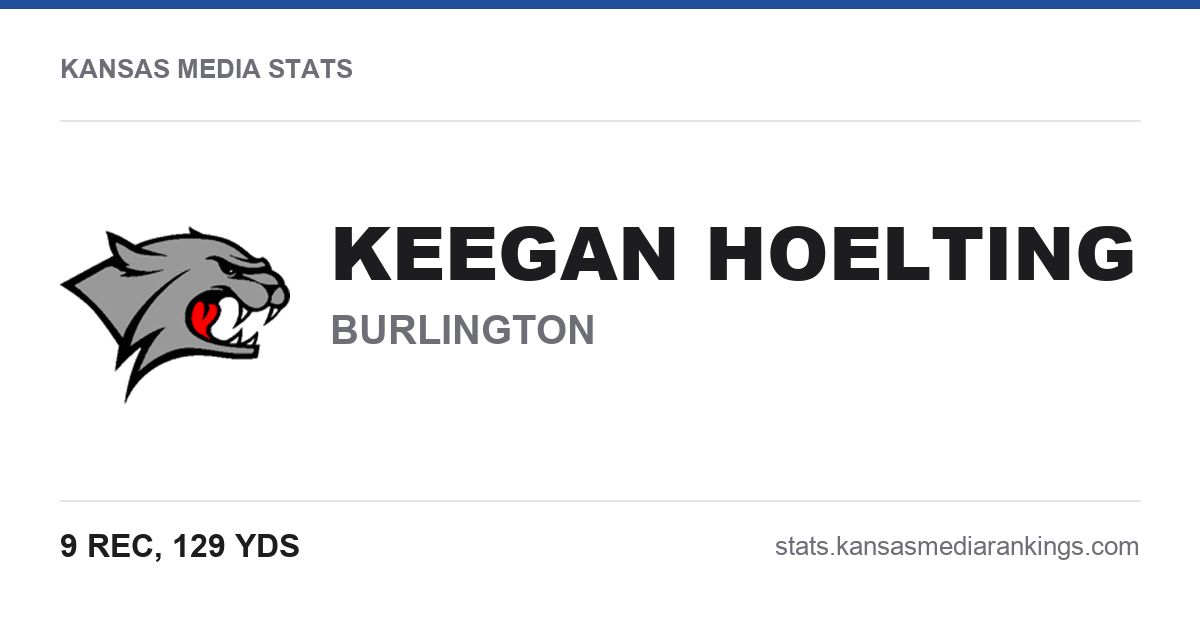 KANSAS MEDIA STATS
KEEGAN HOELTING
BURLINGTON
9 REC, 129 YDS
stats.kansasmediarankings.com